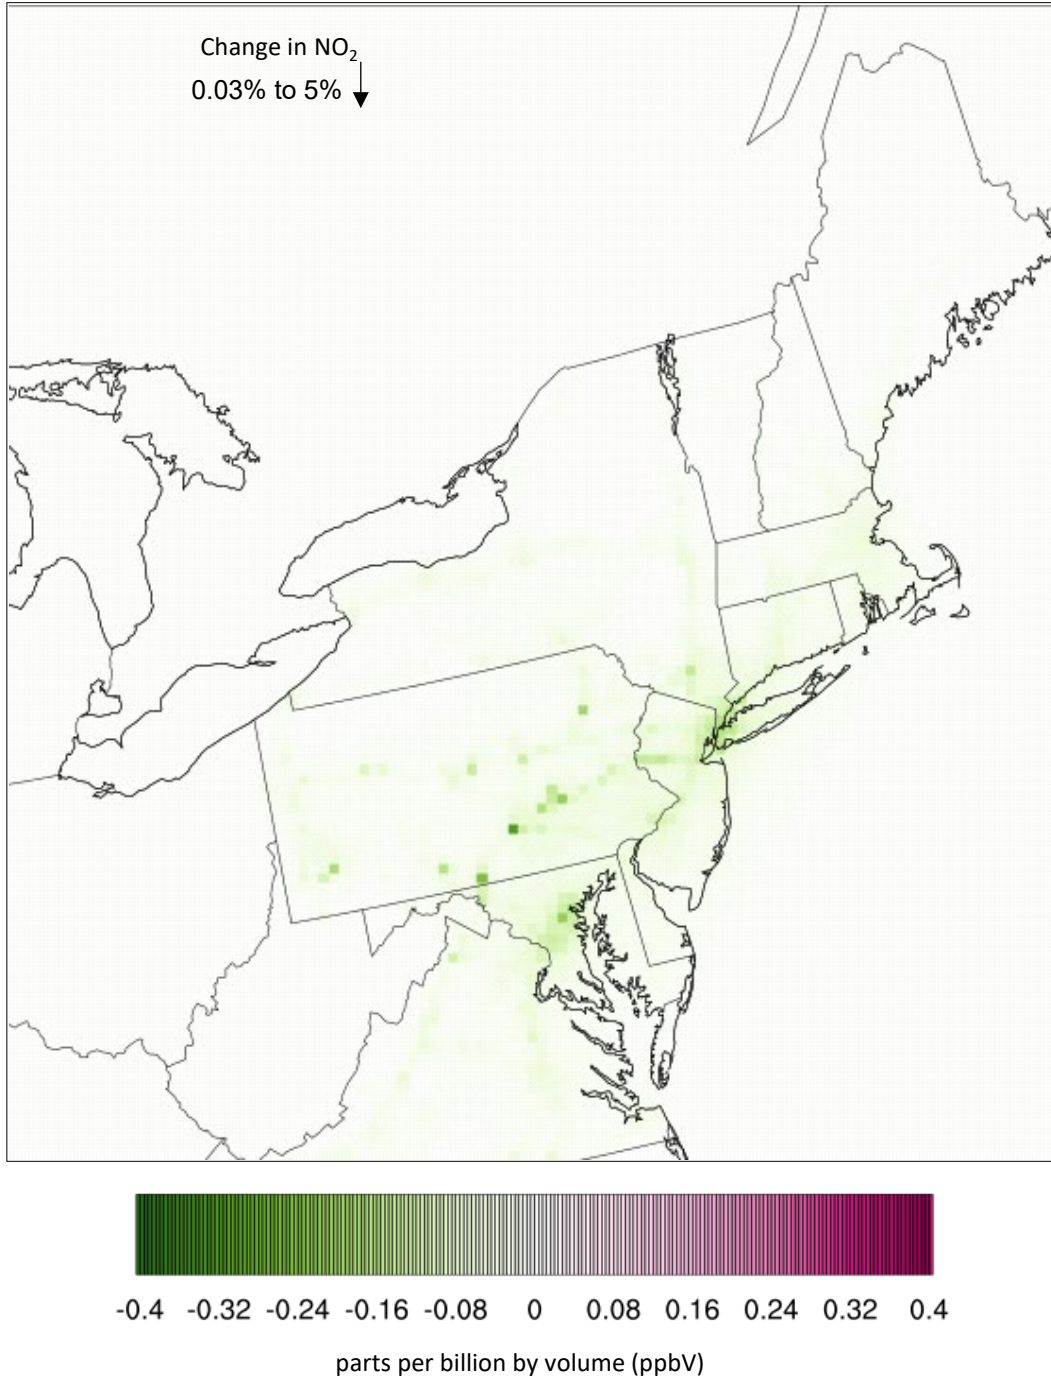 Change in NO₂
0.03% to 5%
-0.4 -0.32 -0.24 -0.16 -0.08 0 0.08 0.16 0.24 0.32 0.4
parts per billion by volume (ppbV)